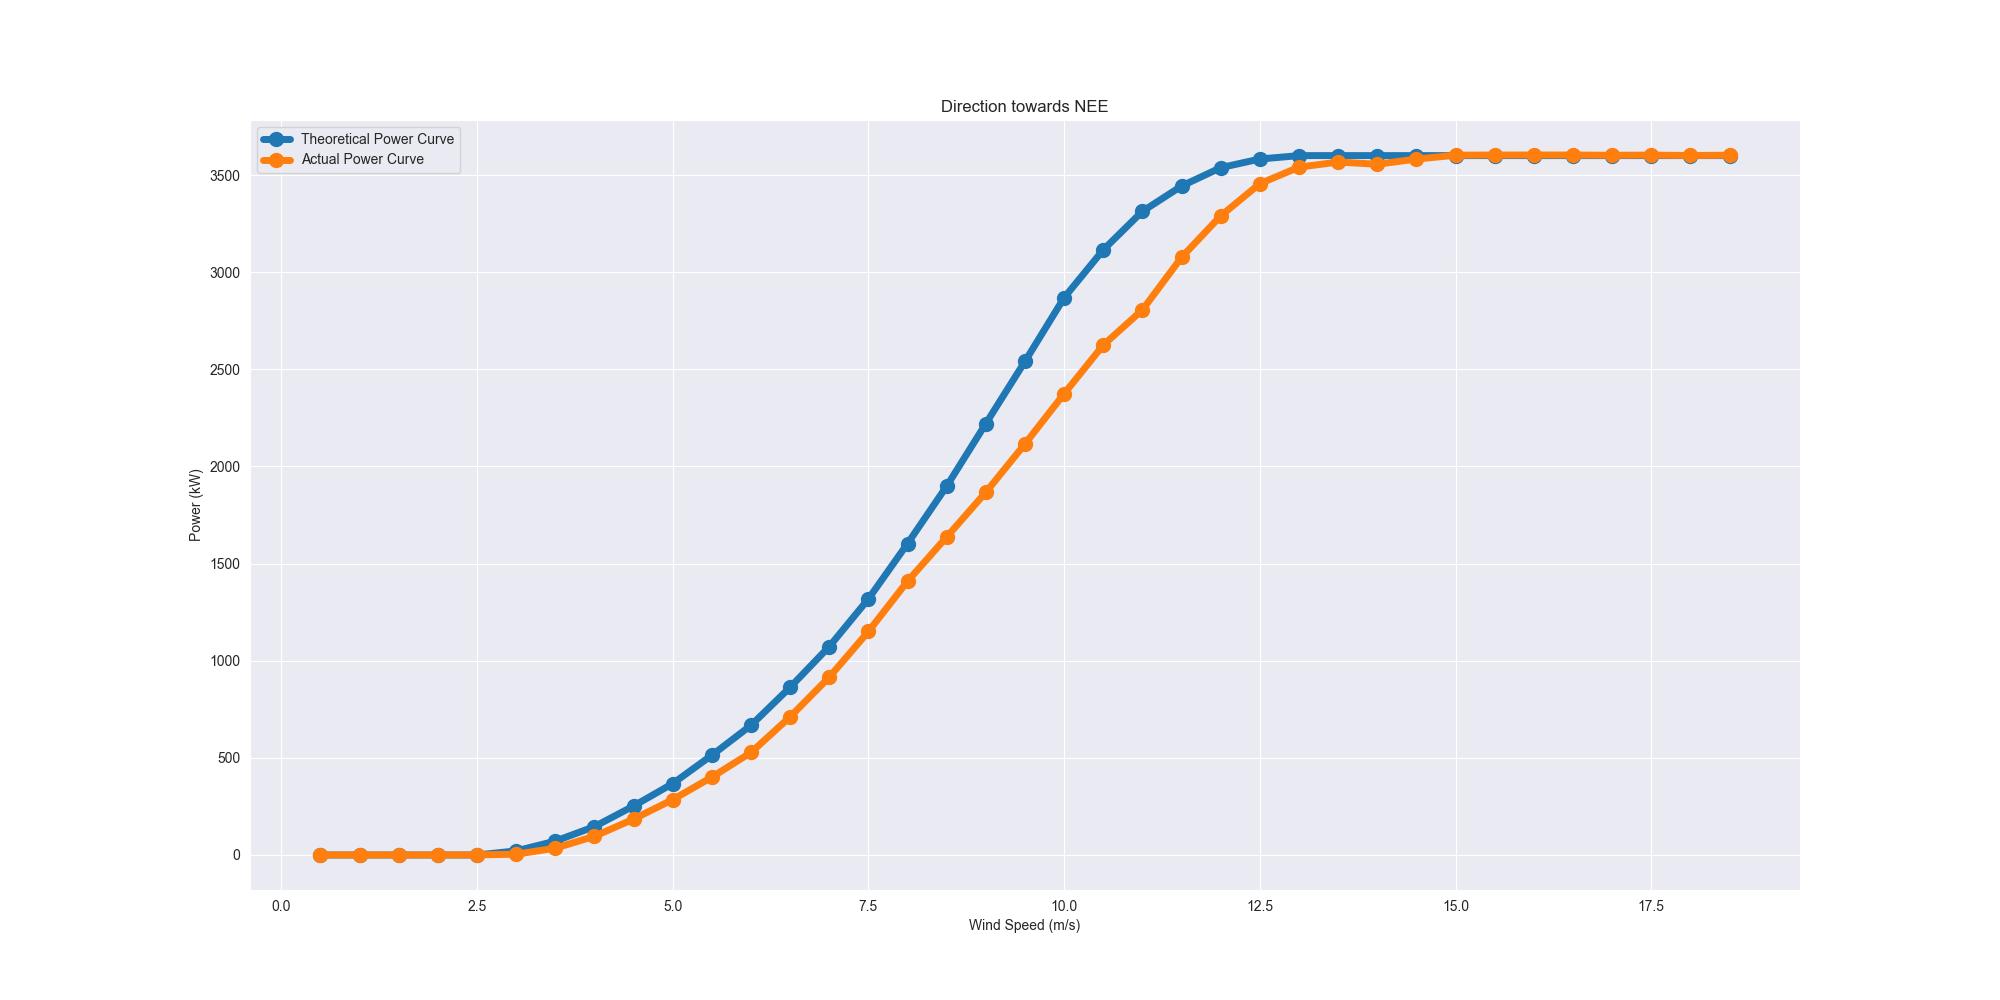 Direction towards NEE
Theoretical Power Curve
Actual Power Curve
Power (kW)
3500
3000
2500
2000
1500
1000
500
0
0.0 2.5 5.0 7.5 10.0 12.5 15.0 17.5
Wind Speed (m/s)